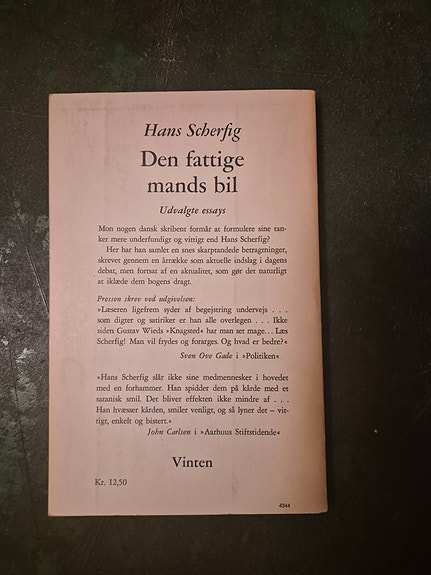 Hans Scherfig
Den fattige
mands bil
Udvalgte essays
Mon nogen dansk skribent formår at formulere sine tan-
ker mere underfundigt og vittigt end Hans Scherfig?
Her har han samlet en snes skarptandede betragtninger,
skrevet gennem en årrække som aktuelle indslag i dagens
debat, men fortsat af en aktualitet, som gør det naturligt
at iklæde dem bogens dragt.
Pressen skrev ved udgivelsen:
»Læseren ligefrem syder af begejstring undervejs . . .
som digter og satiriker er han alle overlegen . . . Ikke
siden Gustav Wieds »Knagsted« har man set mage. . . Læs
Scherfig! Man vil frydes og forarges. Og hvad er bedre?«
Sven Ove Gade i »Politiken«
»Hans Scherfig slår ikke sine medmennesker i hovedet
med en forhammer. Han spidder dem på kårde med et
satanisk smil. Det bliver effekten ikke mindre af . . .
Han hvæsser kården, smiler venligt, og så lyner det – vit-
tigt, enkelt og bistert.«
John Carlsen i »Aarhuus Stiftstidende«
Vinten
Kr. 12,50
4344